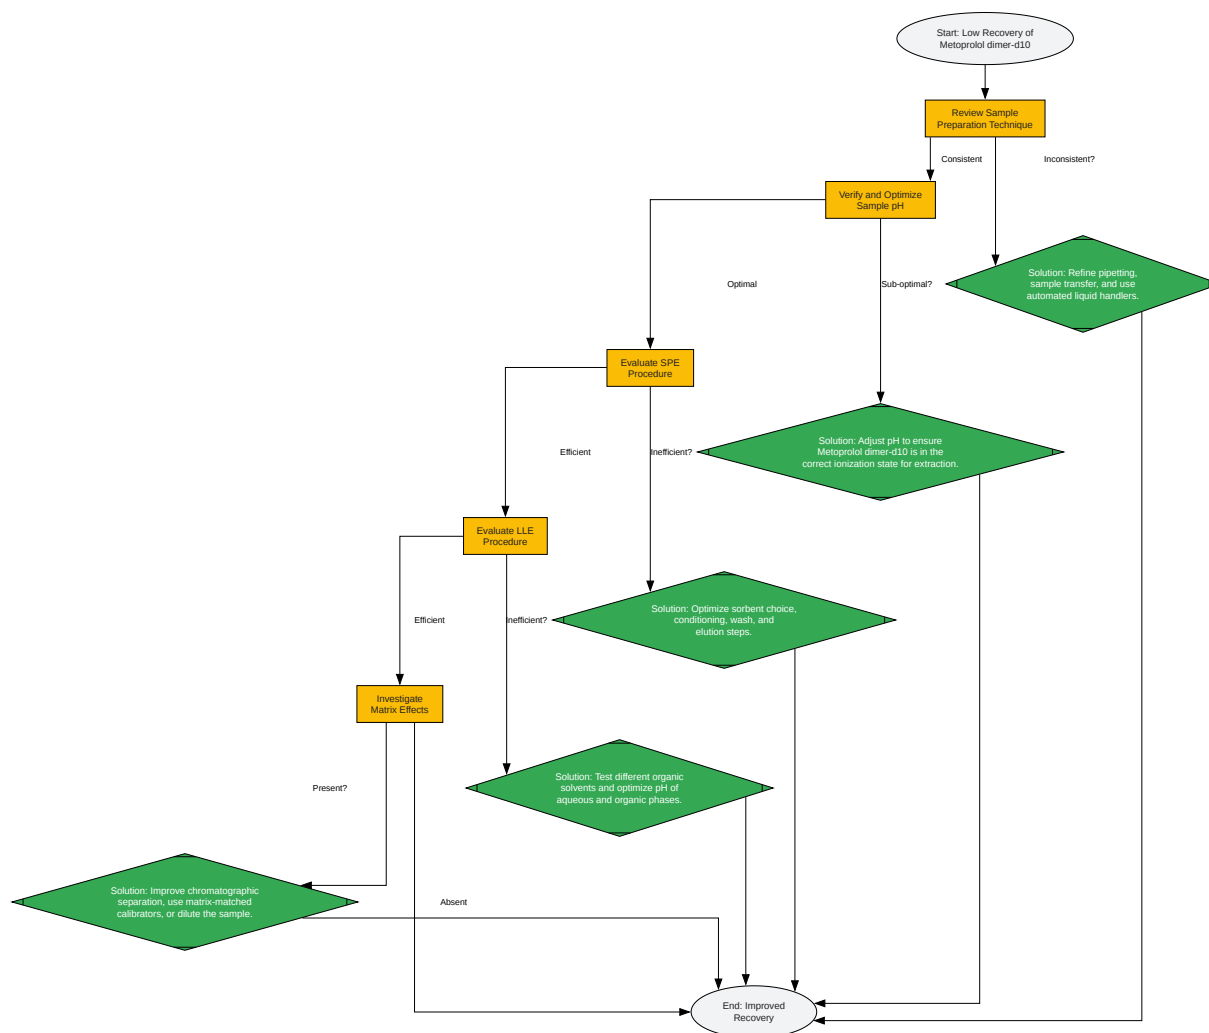 Start: Low Recovery of
Metoprolol dimer-d10
Review Sample
Preparation Technique
Consistent
Inconsistent?
Verify and Optimize
Sample pH
Solution: Refine pipetting,
sample transfer, and use
automated liquid handlers.
Optimal
Sub-optimal?
Evaluate SPE
Procedure
Solution: Adjust pH to ensure
Metoprolol dimer-d10 is in the
correct ionization state for extraction.
Efficient
Inefficient?
Evaluate LLE
Procedure
Solution: Optimize sorbent choice,
conditioning, wash, and
elution steps.
Efficient
Inefficient?
Investigate
Matrix Effects
Solution: Test different organic
solvents and optimize pH of
aqueous and organic phases.
Present?
Solution: Improve chromatographic
separation, use matrix-matched
calibrators, or dilute the sample.
Absent
End: Improved
Recovery